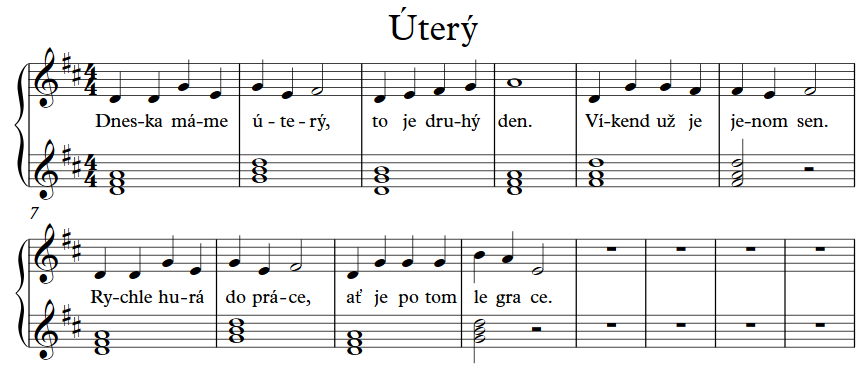 Úterý
Dnes-ka má-me ú-te-rý, to je dru-hý den. Ví-kend už je je-nom sen.
7
Ry-chle hu-rá do prá-ce, ať je po tom le gra ce.